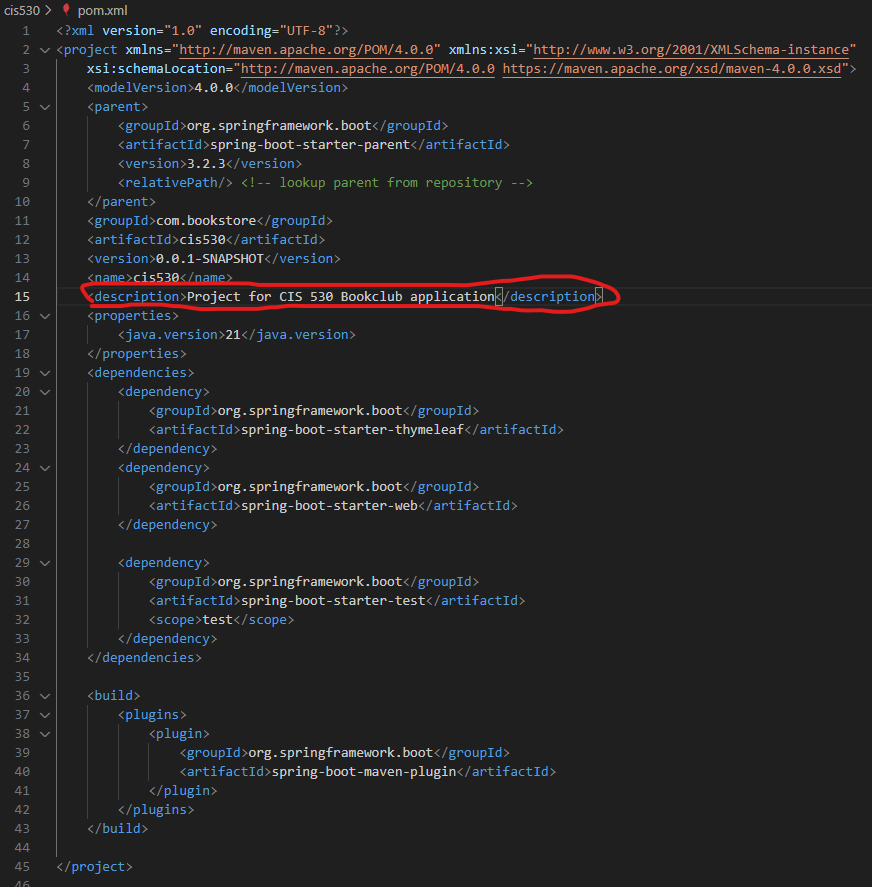 cis530 > pom.xml
1 <?xml version="1.0" encoding="UTF-8"?>
2 <project xmlns="http://maven.apache.org/POM/4.0.0" xmlns:xsi="http://www.w3.org/2001/XMLSchema-instance"
3     xsi:schemaLocation="http://maven.apache.org/POM/4.0.0 https://maven.apache.org/xsd/maven-4.0.0.xsd">
4     <modelVersion>4.0.0</modelVersion>
5     <parent>
6         <groupId>org.springframework.boot</groupId>
7         <artifactId>spring-boot-starter-parent</artifactId>
8         <version>3.2.3</version>
9         <relativePath/> <!-- lookup parent from repository -->
10     </parent>
11     <groupId>com.bookstore</groupId>
12     <artifactId>cis530</artifactId>
13     <version>0.0.1-SNAPSHOT</version>
14     <name>cis530</name>
15     <description>Project for CIS 530 Bookclub application</description>
16     <properties>
17         <java.version>21</java.version>
18     </properties>
19     <dependencies>
20         <dependency>
21             <groupId>org.springframework.boot</groupId>
22             <artifactId>spring-boot-starter-thymeleaf</artifactId>
23         </dependency>
24         <dependency>
25             <groupId>org.springframework.boot</groupId>
26             <artifactId>spring-boot-starter-web</artifactId>
27         </dependency>
28
29         <dependency>
30             <groupId>org.springframework.boot</groupId>
31             <artifactId>spring-boot-starter-test</artifactId>
32             <scope>test</scope>
33         </dependency>
34     </dependencies>
35
36     <build>
37         <plugins>
38             <plugin>
39                 <groupId>org.springframework.boot</groupId>
40                 <artifactId>spring-boot-maven-plugin</artifactId>
41             </plugin>
42         </plugins>
43     </build>
44
45 </project>
46